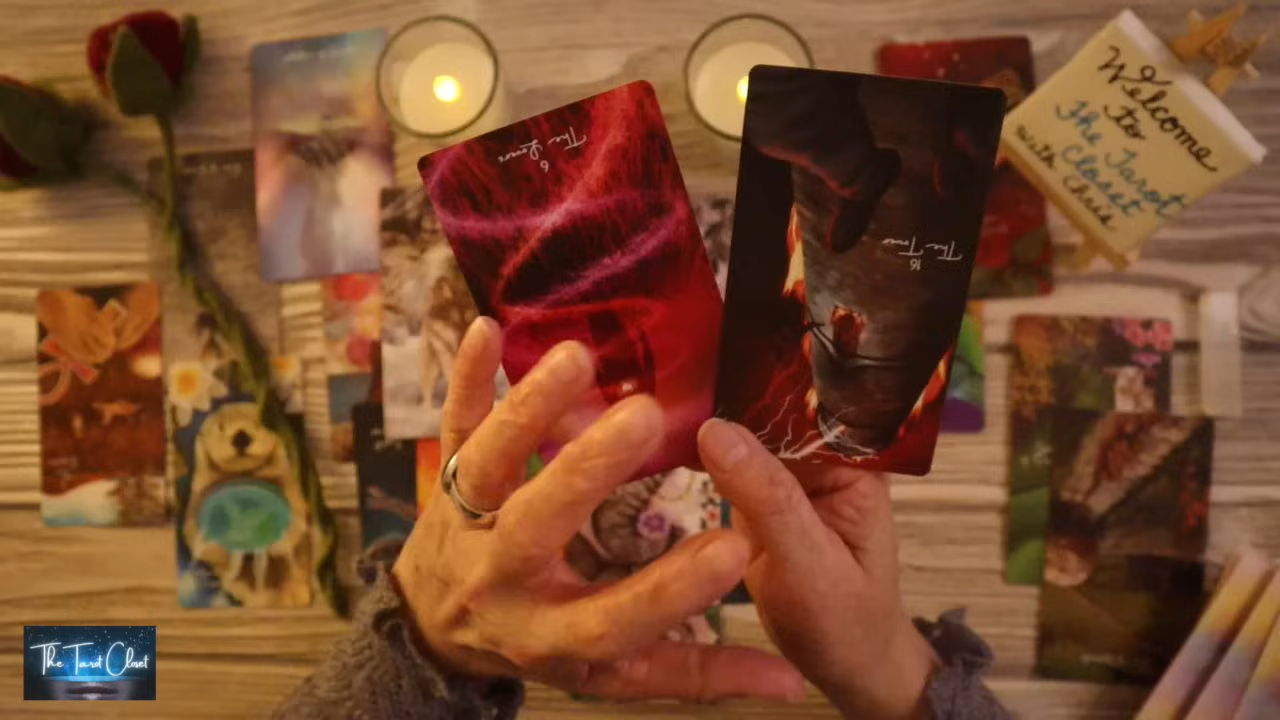 6
The Lovers
16
The Tower
Welcome
To
The Tarot
Closet
with Chris
The Tarot Closet